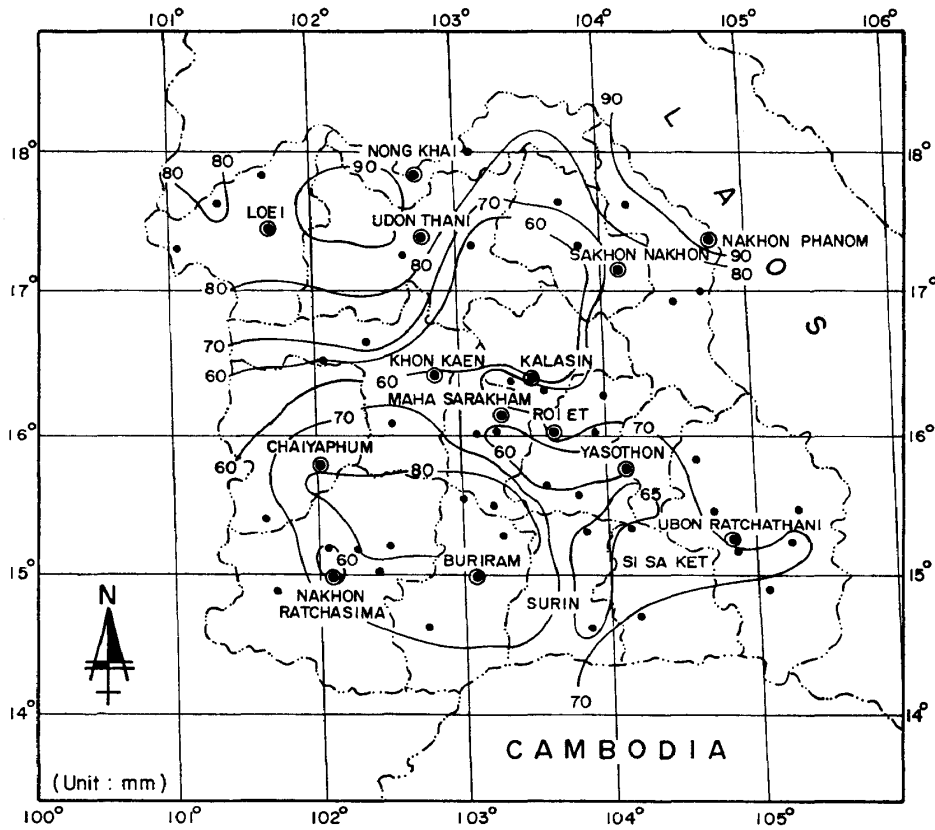 101° 102° 103° 104° 105° 106°
90
L
18° NONG KHAI 18°
80
80 90 A
70
LOEI UDON THANI 60 NAKHON PHANOM
SAKHON NAKHON 90
80 80 O
17° 80 17°
S
70
KHON KAEN KALASIN
60 60
MAHA SARAKHAM
ROI ET
70 70
16° 16°
CHAIYAPHUM 60 YASOTHON
60 80
65
UBON RATCHATHANI
60 BURIRAM SI SA KET
15° 15°
N NAKHON SURIN
RATCHASIMA
70
14° 14°
CAMBODIA
(Unit : mm)
100° 101° 102° 103° 104° 105°